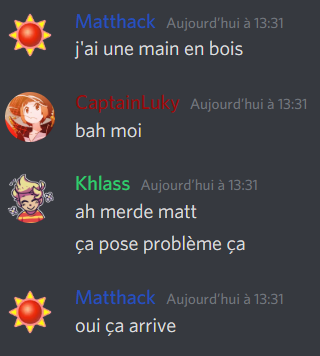 Matthack Aujourd'hui à 13:31
j'ai une main en bois
CaptainLuky Aujourd'hui à 13:31
bah moi
Khlass Aujourd'hui à 13:31
ah merde matt
ça pose problème ça
Matthack Aujourd'hui à 13:31
oui ça arrive